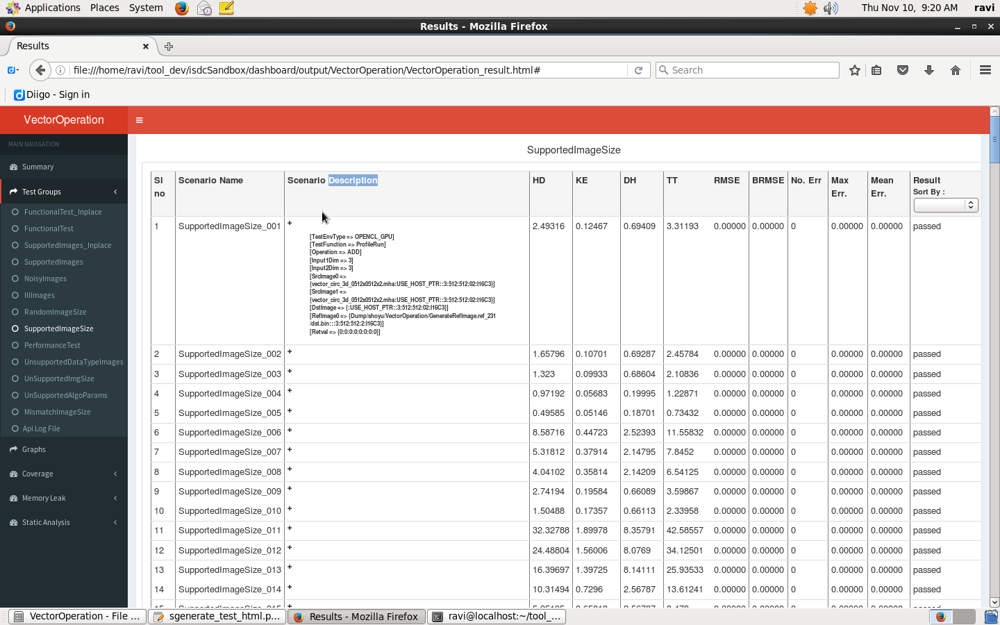 Applications Places System Thu Nov 10, 9:20 AM ravi
Results - Mozilla Firefox
Results
file:///home/ravi/tool_dev/isdcSandbox/dashboard/output/VectorOperation/VectorOperation_result.html# Search
Diigo - Sign in
VectorOperation
MAIN NAVIGATION
Summary
Test Groups
FunctionalTest_Inplace
FunctionalTest
SupportedImages_Inplace
SupportedImages
NoisyImages
IllImages
RandomImageSize
SupportedImageSize
PerformanceTest
UnsupportedDataTypeImages
UnSupportedImgSize
UnSupportedAlgoParams
MismatchImageSize
Api Log File
Graphs
Coverage
Memory Leak
Static Analysis
SupportedImageSize
Sl no Scenario Name Scenario Description HD KE DH TT RMSE BRMSE No. Err Max Err. Mean Err. Result
Sort By :
1 SupportedImageSize_001 + 2.49316 0.12467 0.69409 3.31193 0.00000 0.00000 0 0.00000 0.00000 passed
[TestEnvType => OPENCL_GPU]
[TestFunction => ProfileRun]
[Operation => ADD]
[Input1Dim => 3]
[Input2Dim => 3]
[SrcImage0 =>
{vector_circ_3d_0512x0512x2.mha:USE_HOST_PTR::3:512:512:02:I16C3}]
[SrcImage1 =>
{vector_circ_3d_0512x0512x2.mha:USE_HOST_PTR::3:512:512:02:I16C3}]
[DstImage => {:USE_HOST_PTR::3:512:512:02:I16C3}]
[RefImage0 => {Dump/shoyu/VectorOperation/GenerateRefImage.ref_231
/dst.bin:::3:512:512:2:I16C3}]
[Retval => {0:0:0:0:0:0:0:0}]
2 SupportedImageSize_002 + 1.65796 0.10701 0.69287 2.45784 0.00000 0.00000 0 0.00000 0.00000 passed
3 SupportedImageSize_003 + 1.323 0.09933 0.68604 2.10836 0.00000 0.00000 0 0.00000 0.00000 passed
4 SupportedImageSize_004 + 0.97192 0.05683 0.19995 1.22871 0.00000 0.00000 0 0.00000 0.00000 passed
5 SupportedImageSize_005 + 0.49585 0.05146 0.18701 0.73432 0.00000 0.00000 0 0.00000 0.00000 passed
6 SupportedImageSize_006 + 8.58716 0.44723 2.52393 11.55832 0.00000 0.00000 0 0.00000 0.00000 passed
7 SupportedImageSize_007 + 5.31812 0.37914 2.14795 7.8452 0.00000 0.00000 0 0.00000 0.00000 passed
8 SupportedImageSize_008 + 4.04102 0.35814 2.14209 6.54125 0.00000 0.00000 0 0.00000 0.00000 passed
9 SupportedImageSize_009 + 2.74194 0.19584 0.66089 3.59867 0.00000 0.00000 0 0.00000 0.00000 passed
10 SupportedImageSize_010 + 1.50488 0.17357 0.66113 2.33958 0.00000 0.00000 0 0.00000 0.00000 passed
11 SupportedImageSize_011 + 32.32788 1.89978 8.35791 42.58557 0.00000 0.00000 0 0.00000 0.00000 passed
12 SupportedImageSize_012 + 24.48804 1.56006 8.0769 34.12501 0.00000 0.00000 0 0.00000 0.00000 passed
13 SupportedImageSize_013 + 16.39697 1.39725 8.14111 25.93533 0.00000 0.00000 0 0.00000 0.00000 passed
14 SupportedImageSize_014 + 10.31494 0.7296 2.56787 13.61241 0.00000 0.00000 0 0.00000 0.00000 passed
VectorOperation - File ... sgenerate_test_html.p... Results - Mozilla Firefox ravi@localhost:~/tool_...